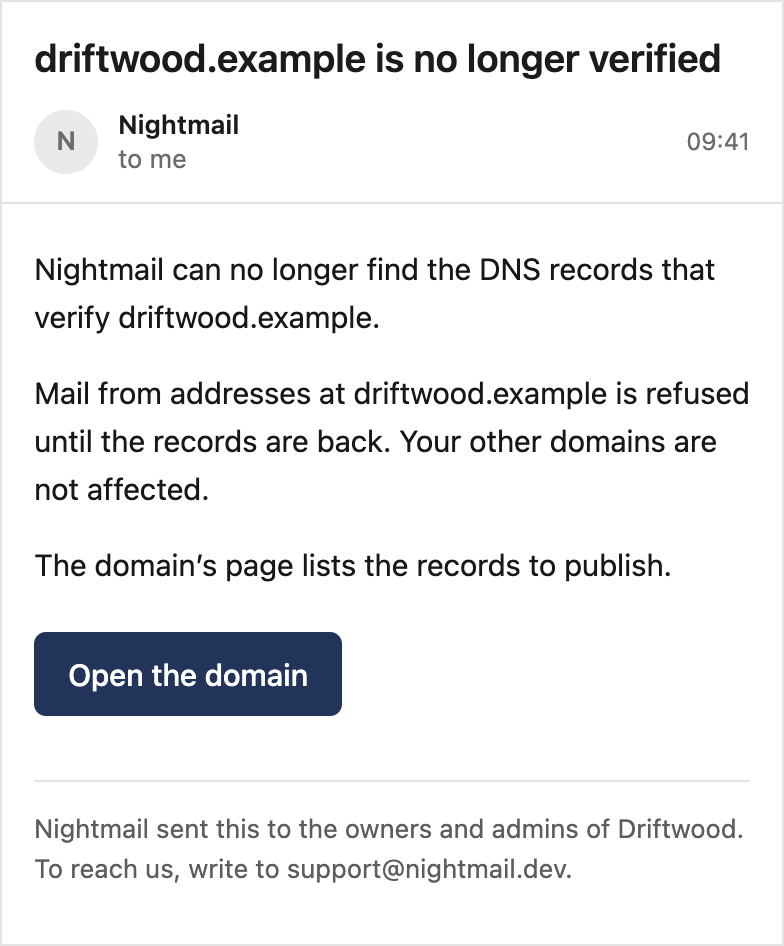 driftwood.example is no longer verified
N
Nightmail
to me
09:41
Nightmail can no longer find the DNS records that
verify driftwood.example.
Mail from addresses at driftwood.example is refused
until the records are back. Your other domains are
not affected.
The domain’s page lists the records to publish.
Open the domain
Nightmail sent this to the owners and admins of Driftwood.
To reach us, write to support@nightmail.dev.